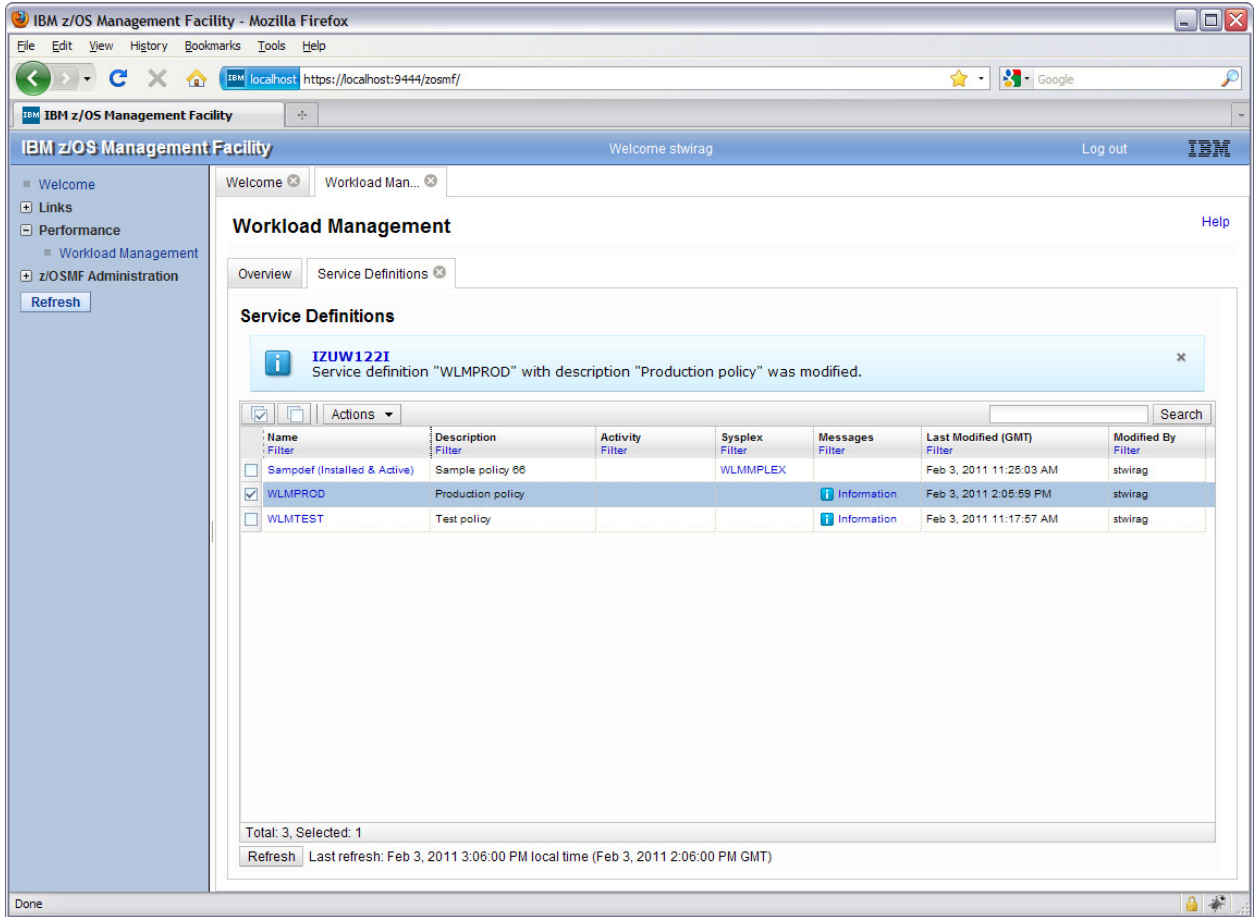 IBM z/OS Management Facility - Mozilla Firefox
File Edit View History Bookmarks Tools Help
IBM localhost https://localhost:9444/zosmf/ Google
IBM IBM z/OS Management Facility
IBM z/OS Management Facility Welcome stwirag Log out IBM
Welcome
Links
Performance
Workload Management
z/OSMF Administration
Refresh
Welcome Workload Man...
Workload Management Help
Overview Service Definitions
Service Definitions
IZUW122I
Service definition "WLMPROD" with description "Production policy" was modified.
Actions Search
Name Description Activity Sysplex Messages Last Modified (GMT) Modified By
Filter Filter Filter Filter Filter Filter Filter
Sampdef (Installed & Active) Sample policy 66 WLMMPLEX Feb 3, 2011 11:25:03 AM stwirag
WLMPROD Production policy Information Feb 3, 2011 2:05:59 PM stwirag
WLMTEST Test policy Information Feb 3, 2011 11:17:57 AM stwirag
Total: 3, Selected: 1
Refresh Last refresh: Feb 3, 2011 3:06:00 PM local time (Feb 3, 2011 2:06:00 PM GMT)
Done